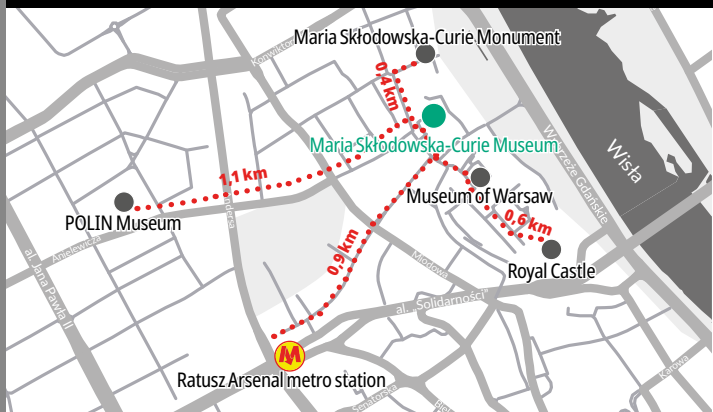 Maria Skłodowska-Curie Monument
Konwiktor
0,4 km
Maria Skłodowska-Curie Museum
Wybrzeże Gdańskie
Wisła
1,1 km
Museum of Warsaw
POLIN Museum
ndersa
0,6 km
Anielewicza
0,9 km
Miodowa
Royal Castle
al. Jana Pawła II
al. „Solidarności"
M
Karowa
Ratusz Arsenal metro station
Senatorska